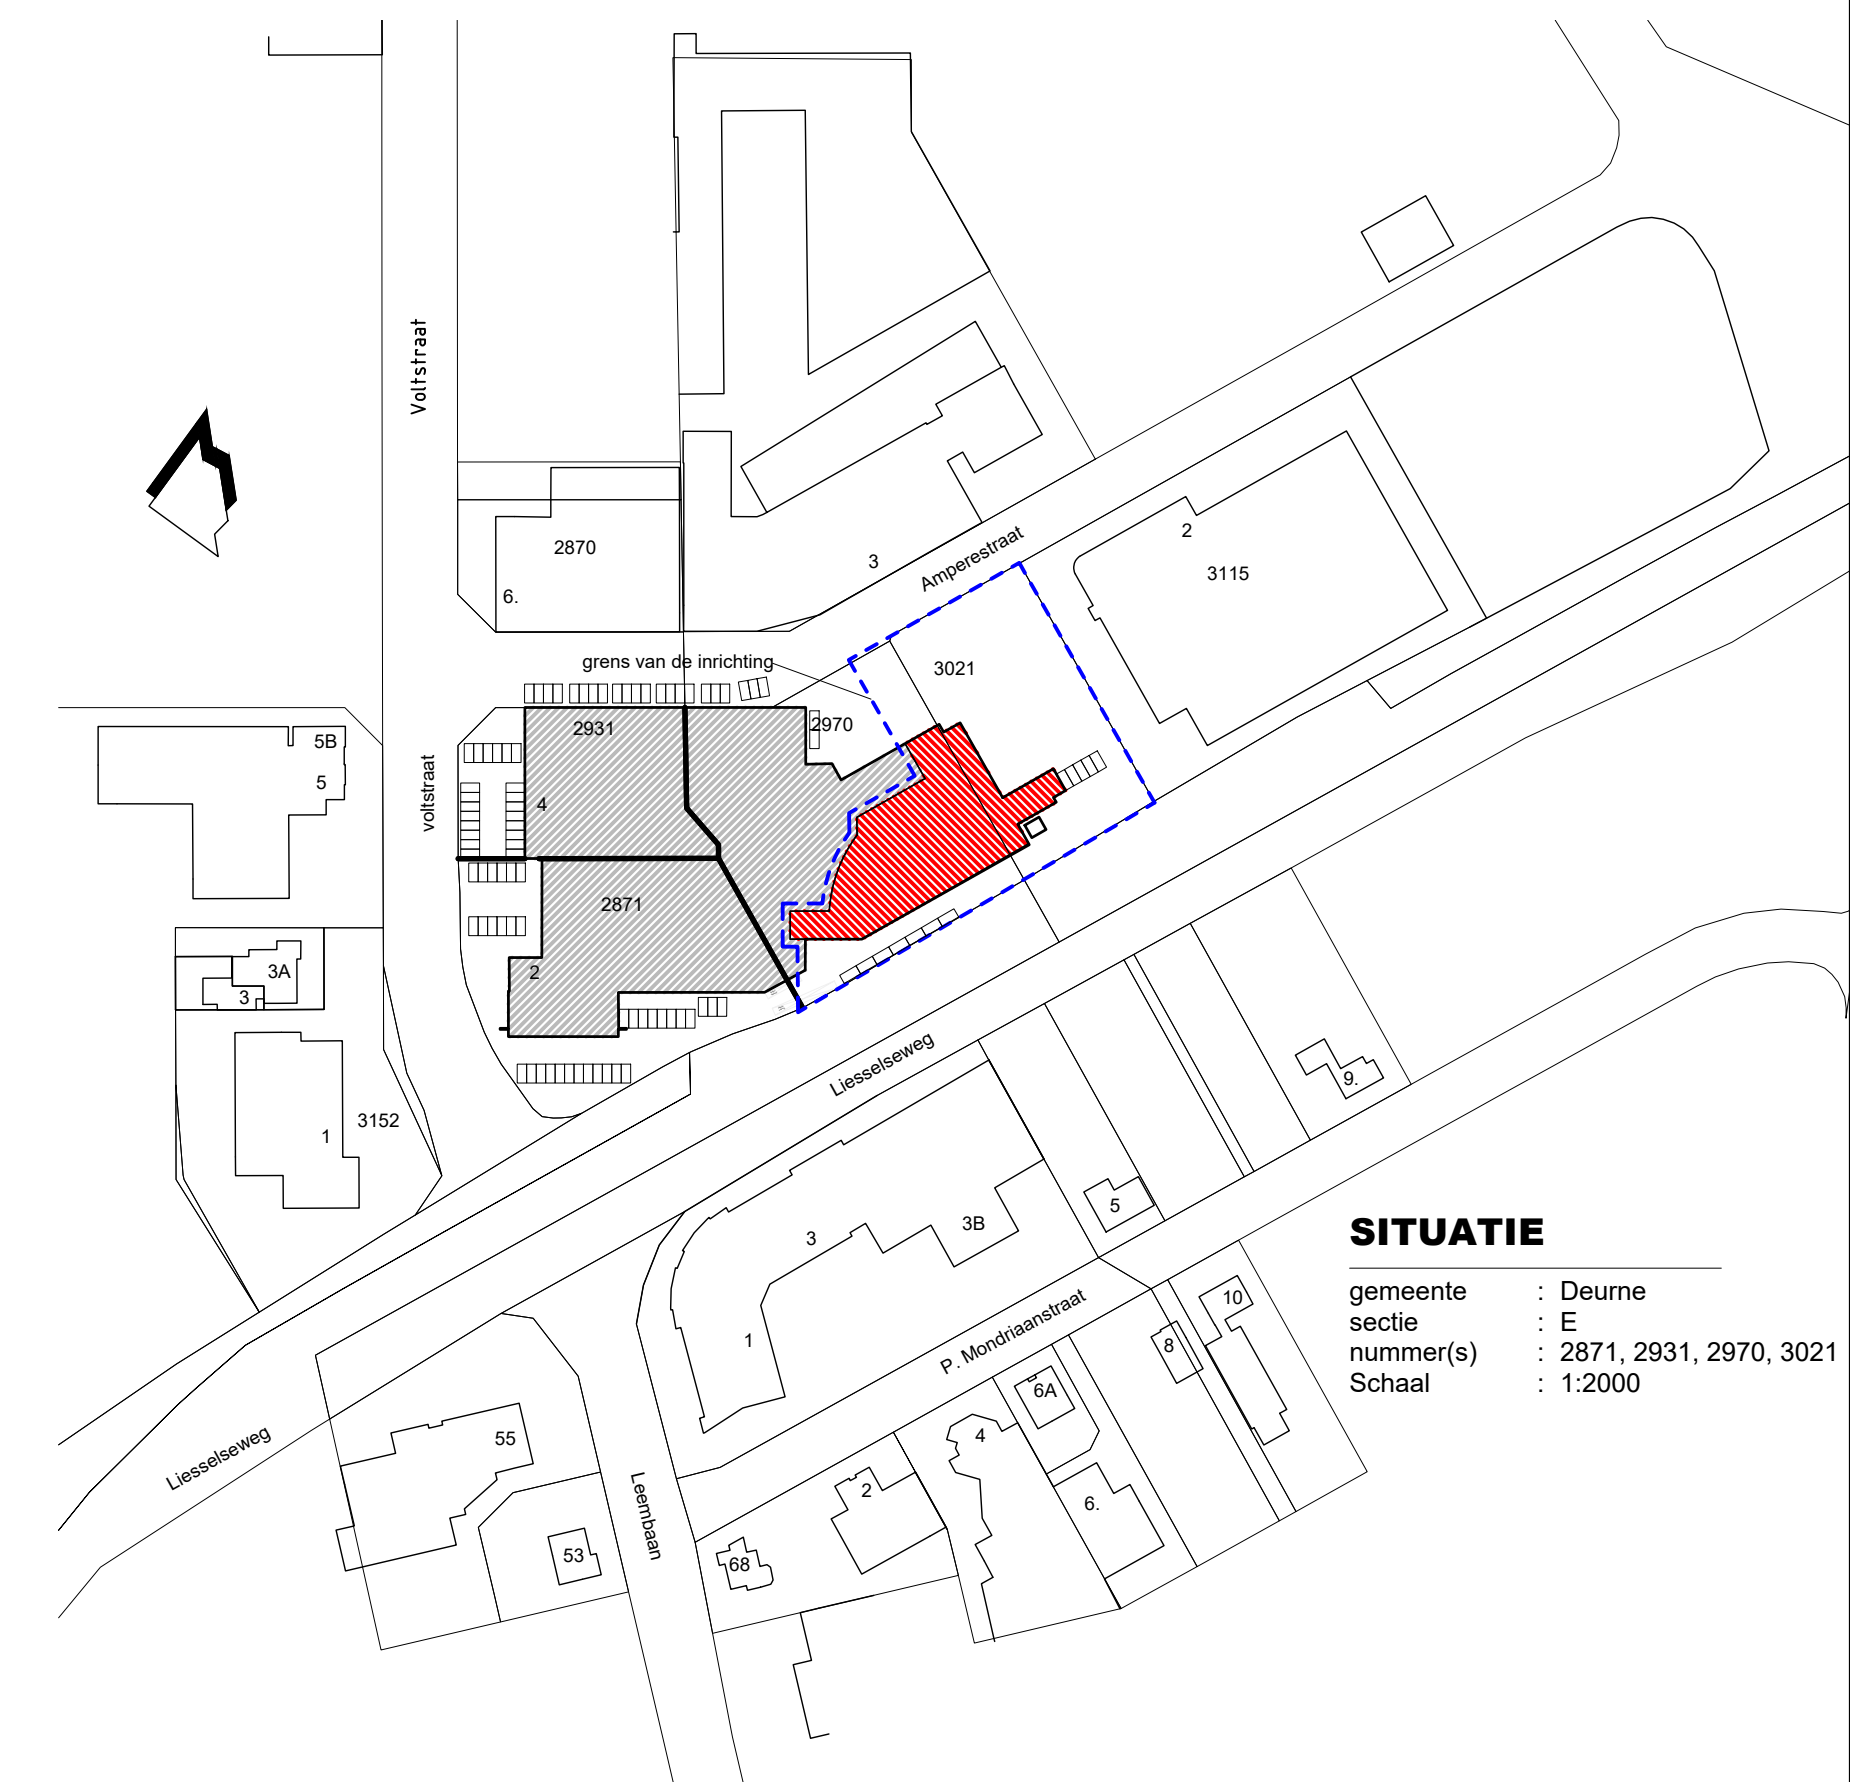 Voltstraat
2870
6.
3
Amperestraat
2
3115
grens van de inrichting
3021
2931
2970
5B
5
voltstraat
4
2871
2
3A
3
3152
1
Liesselseweg
9.
5
3
3B
1
P. Mondriaanstraat
10
8
6A
4
6.
2
68
55
53
Liesselseweg
Leembaan
SITUATIE
gemeente : Deurne
sectie : E
nummer(s) : 2871, 2931, 2970, 3021
Schaal : 1:2000